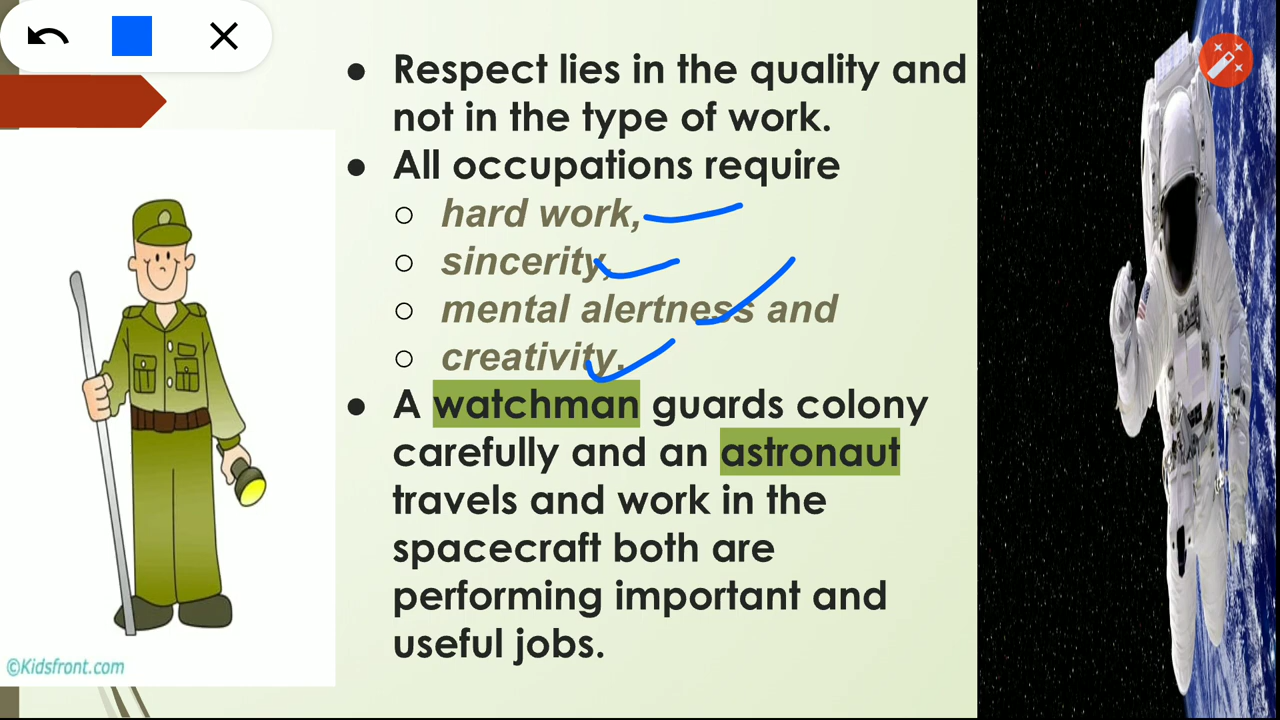 ● Respect lies in the quality and
not in the type of work.
● All occupations require
○ hard work,
○ sincerity,
○ mental alertness and
○ creativity.
● A watchman guards colony
carefully and an astronaut
travels and work in the
spacecraft both are
performing important and
useful jobs.
©Kidsfront.com